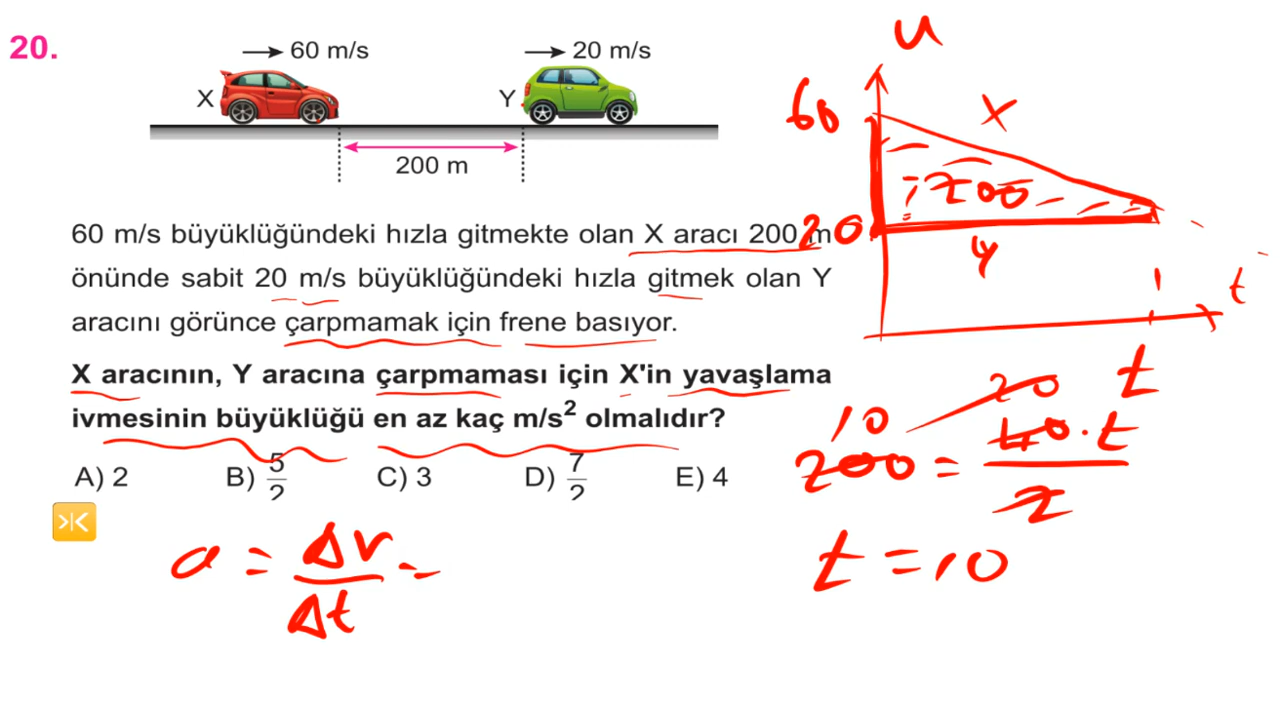 20.
60 m/s
20 m/s
X
Y
200 m
60 m/s büyüklüğündeki hızla gitmekte olan X aracı 200 m
önünde sabit 20 m/s büyüklüğündeki hızla gitmek olan Y
aracını görünce çarpmamak için frene basıyor.
X aracının, Y aracına çarpmaması için X'in yavaşlama
ivmesinin büyüklüğü en az kaç m/s² olmalıdır?
A) 2 B) 5/2 C) 3 D) 7/2 E) 4
a = Δv/Δt =
60
X
200
20
y
t
t
20
10
200 = 40.t/2
t = 10